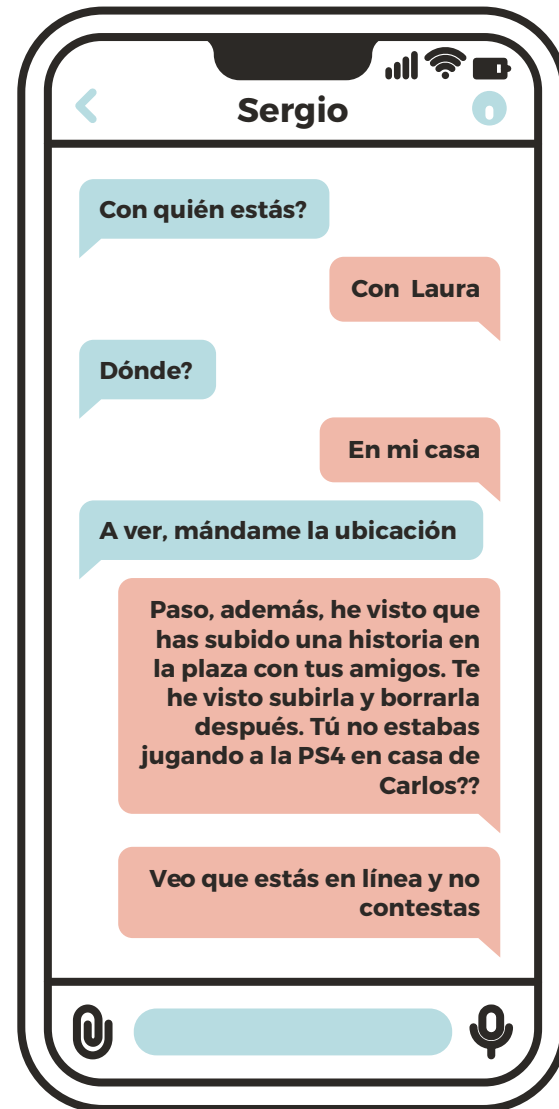 Sergio
Con quién estás?
Con Laura
Dónde?
En mi casa
A ver, mándame la ubicación
Paso, además, he visto que
has subido una historia en
la plaza con tus amigos. Te
he visto subirla y borrarla
después. Tú no estabas
jugando a la PS4 en casa de
Carlos??
Veo que estás en línea y no
contestas